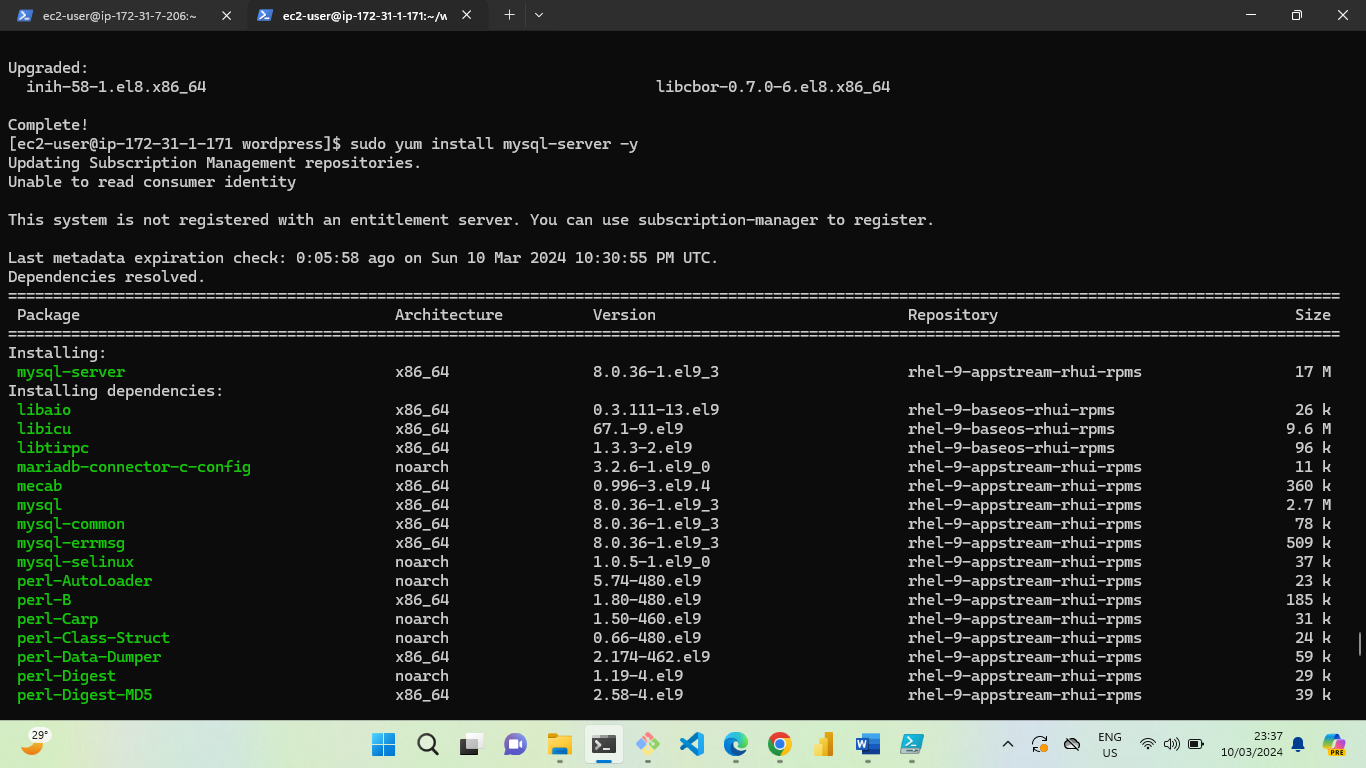 ec2-user@ip-172-31-7-206:~
ec2-user@ip-172-31-1-171:~/w
Upgraded:
inih-58-1.el8.x86_64 libcbor-0.7.0-6.el8.x86_64
Complete!
[ec2-user@ip-172-31-1-171 wordpress]$ sudo yum install mysql-server -y
Updating Subscription Management repositories.
Unable to read consumer identity
This system is not registered with an entitlement server. You can use subscription-manager to register.
Last metadata expiration check: 0:05:58 ago on Sun 10 Mar 2024 10:30:55 PM UTC.
Dependencies resolved.
Package Architecture Version Repository Size
Installing:
mysql-server x86_64 8.0.36-1.el9_3 rhel-9-appstream-rhui-rpms 17 M
Installing dependencies:
libaio x86_64 0.3.111-13.el9 rhel-9-baseos-rhui-rpms 26 k
libicu x86_64 67.1-9.el9 rhel-9-baseos-rhui-rpms 9.6 M
libtirpc x86_64 1.3.3-2.el9 rhel-9-baseos-rhui-rpms 96 k
mariadb-connector-c-config noarch 3.2.6-1.el9_0 rhel-9-appstream-rhui-rpms 11 k
mecab x86_64 0.996-3.el9.4 rhel-9-appstream-rhui-rpms 360 k
mysql x86_64 8.0.36-1.el9_3 rhel-9-appstream-rhui-rpms 2.7 M
mysql-common x86_64 8.0.36-1.el9_3 rhel-9-appstream-rhui-rpms 78 k
mysql-errmsg x86_64 8.0.36-1.el9_3 rhel-9-appstream-rhui-rpms 509 k
mysql-selinux noarch 1.0.5-1.el9_0 rhel-9-appstream-rhui-rpms 37 k
perl-AutoLoader noarch 5.74-480.el9 rhel-9-appstream-rhui-rpms 23 k
perl-B x86_64 1.80-480.el9 rhel-9-appstream-rhui-rpms 185 k
perl-Carp noarch 1.50-460.el9 rhel-9-appstream-rhui-rpms 31 k
perl-Class-Struct noarch 0.66-480.el9 rhel-9-appstream-rhui-rpms 24 k
perl-Data-Dumper x86_64 2.174-462.el9 rhel-9-appstream-rhui-rpms 59 k
perl-Digest noarch 1.19-4.el9 rhel-9-appstream-rhui-rpms 29 k
perl-Digest-MD5 x86_64 2.58-4.el9 rhel-9-appstream-rhui-rpms 39 k
29°
ENG
US
23:37
10/03/2024
PRE